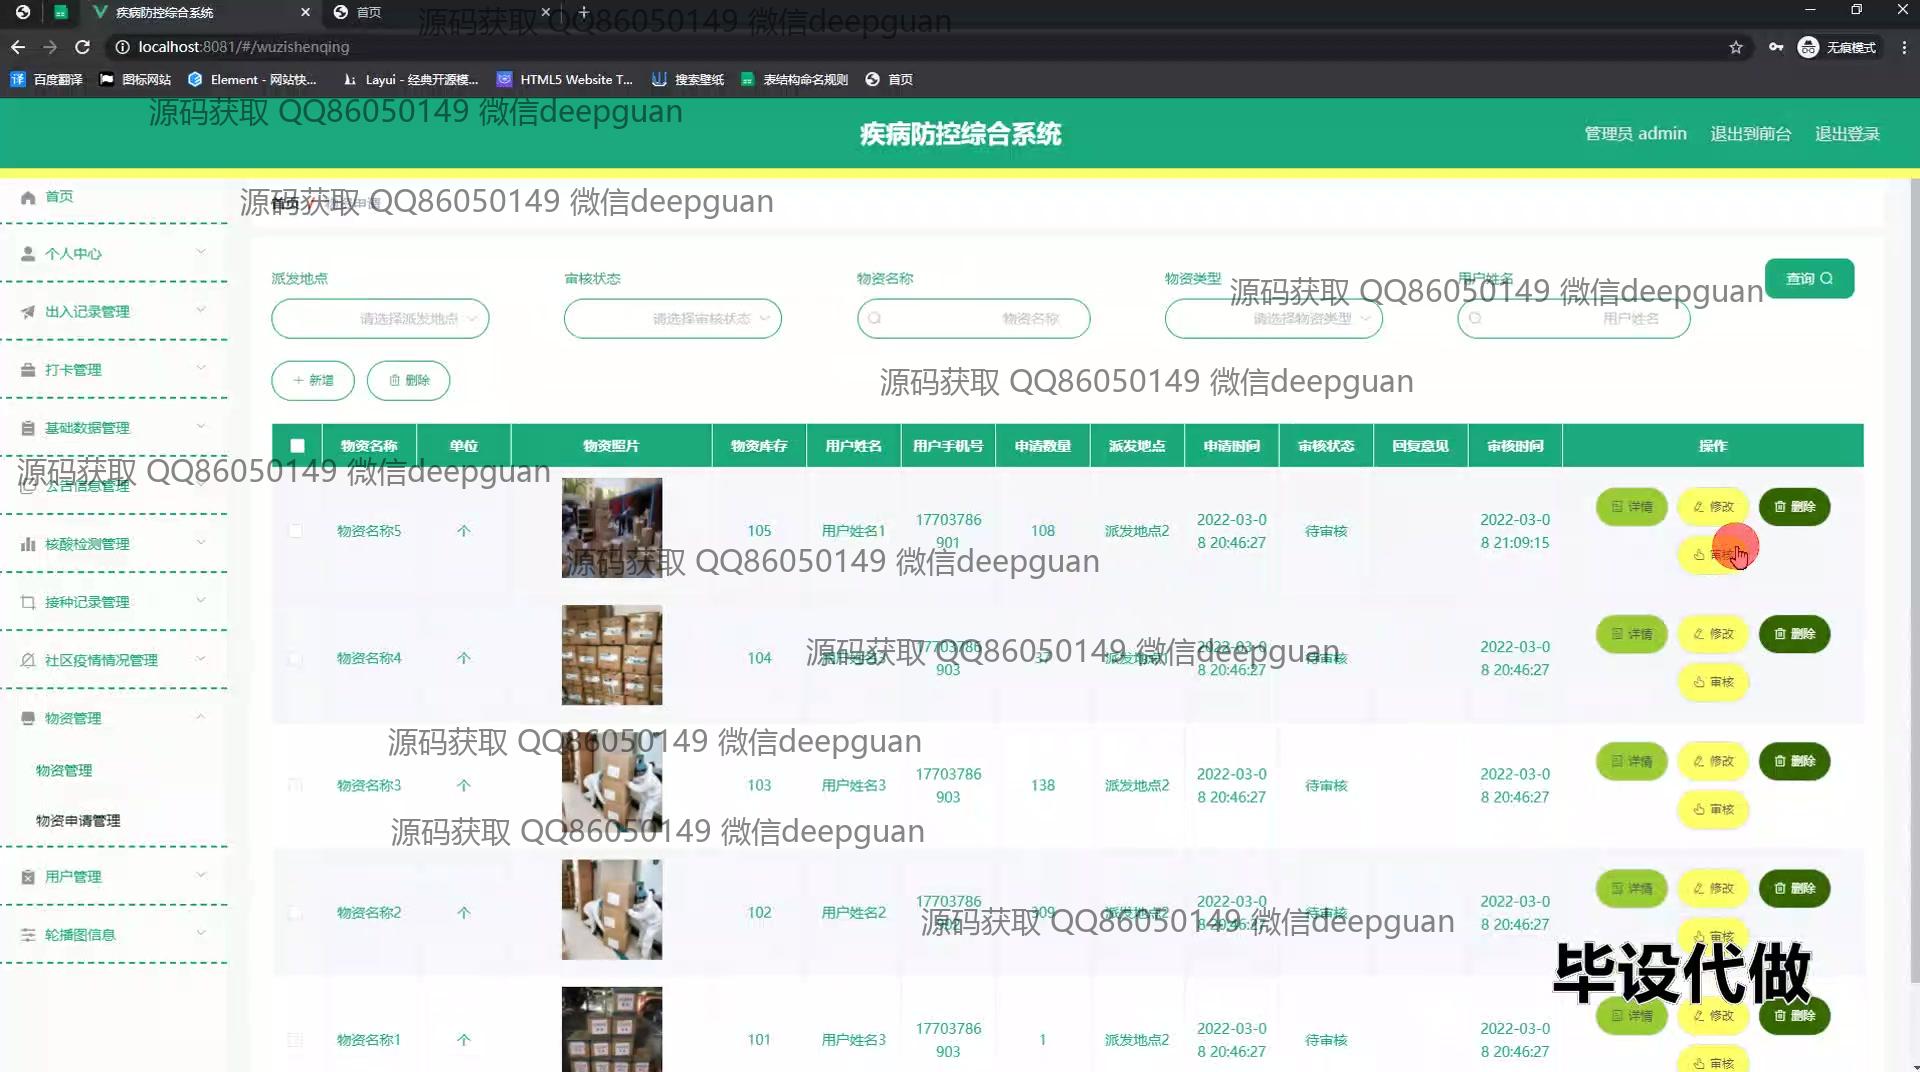 疾病防控综合系统
首页
localhost:8081/#/wuzishenqing
无痕模式
百度翻译
图标网站
Element - 网站快...
Layui - 经典开源模...
HTML5 Website T...
搜索壁纸
表结构命名规则
首页
源码获取 QQ86050149 微信deepguan
源码获取 QQ86050149 微信deepguan
疾病防控综合系统
管理员 admin
退出到前台
退出登录
源码获取 QQ86050149 微信deepguan
首页 / 物资申请
首页
个人中心
出入记录管理
打卡管理
基础数据管理
公告信息管理
核酸检测管理
接种记录管理
社区疫情情况管理
物资管理
物资管理
物资申请管理
用户管理
轮播图信息
派发地点
审核状态
物资名称
物资类型
用户姓名
请选择派发地点
请选择审核状态
物资名称
请选择物资类型
用户姓名
查询
源码获取 QQ86050149 微信deepguan
新增
删除
源码获取 QQ86050149 微信deepguan
物资名称 单位 物资照片 物资库存 用户姓名 用户手机号 申请数量 派发地点 申请时间 审核状态 回复意见 审核时间 操作
源码获取 QQ86050149 微信deepguan
物资名称5 个 105 用户姓名1 17703786901 108 派发地点2 2022-03-08 20:46:27 待审核 2022-03-08 21:09:15
详情 修改 删除
审核
源码获取 QQ86050149 微信deepguan
物资名称4 个 104 17703786903 37 派发地点1 2022-03-08 20:46:27 待审核 2022-03-08 20:46:27
详情 修改 删除
审核
源码获取 QQ86050149 微信deepguan
源码获取 QQ86050149 微信deepguan
物资名称3 个 103 用户姓名3 17703786903 138 派发地点2 2022-03-08 20:46:27 待审核 2022-03-08 20:46:27
详情 修改 删除
审核
源码获取 QQ86050149 微信deepguan
物资名称2 个 102 用户姓名2 17703786902 309 派发地点2 2022-03-08 20:46:27 待审核 2022-03-08 20:46:27
详情 修改 删除
审核
源码获取 QQ86050149 微信deepguan
毕设代做
物资名称1 个 101 用户姓名3 17703786903 1 派发地点2 2022-03-08 20:46:27 待审核 2022-03-08 20:46:27
详情 修改 删除
审核